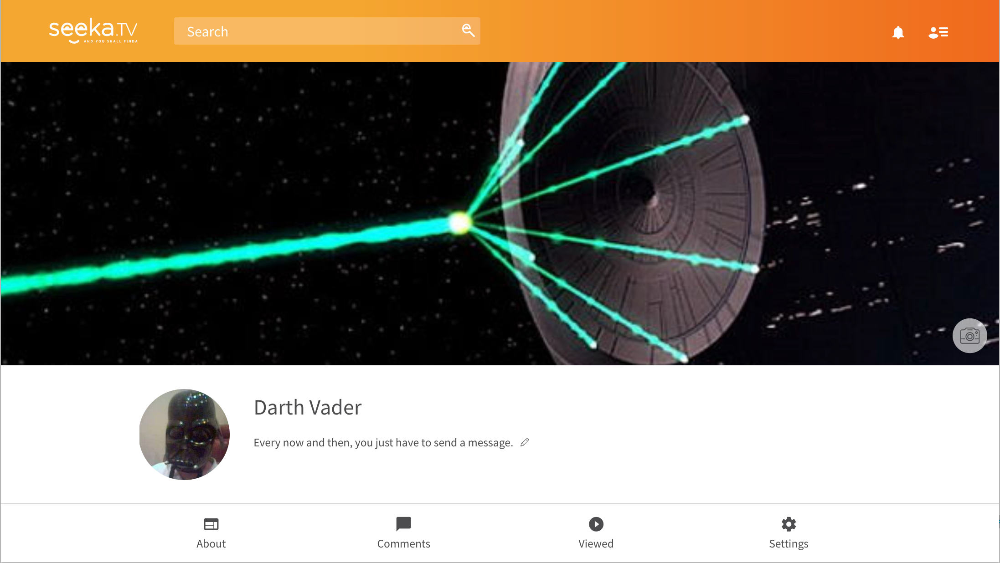 seeka.TV
AND YOU SHALL FINDA
Search
Darth Vader
Every now and then, you just have to send a message.
About
Comments
Viewed
Settings